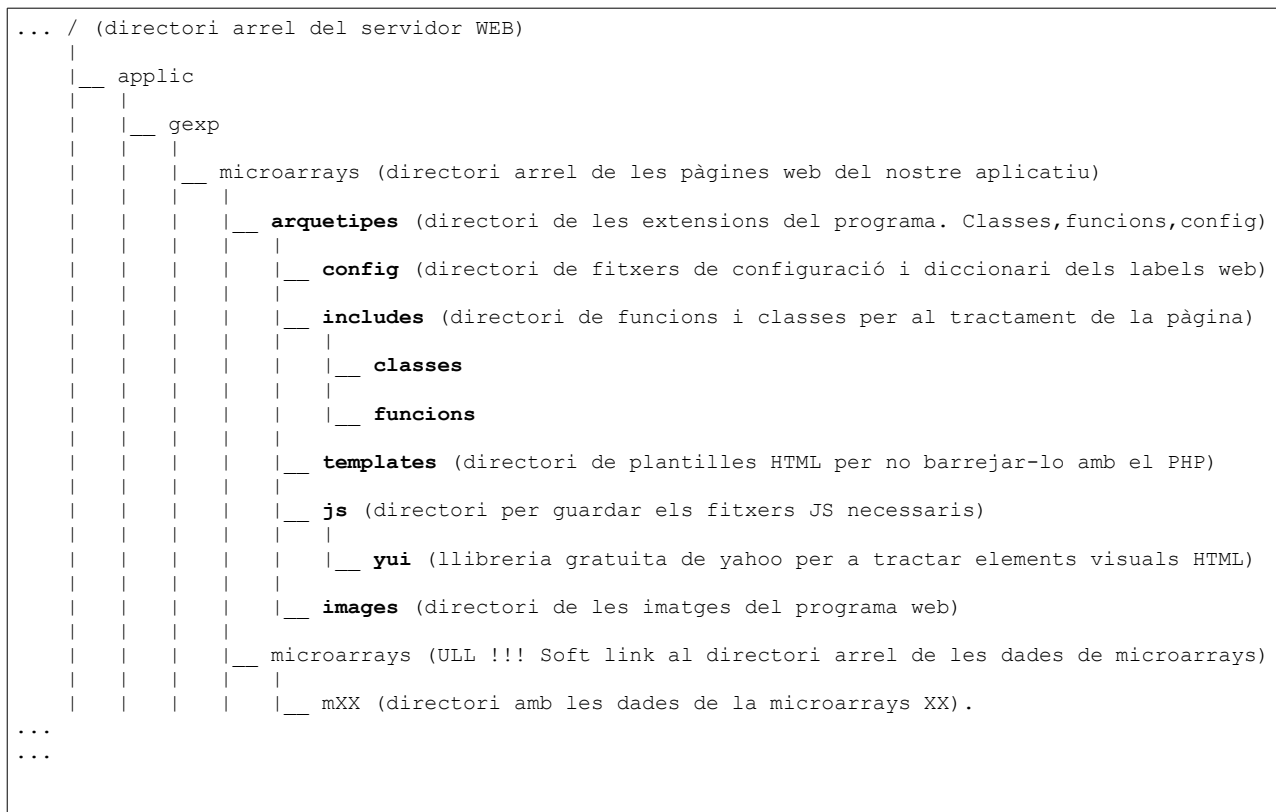 ... / (directori arrel del servidor WEB)
    |
    |__ applic
    |   |
    |   |__ gexp
    |   |   |
    |   |   |__ microarrays (directori arrel de les pàgines web del nostre aplicatiu)
    |   |   |   |
    |   |   |   |__ arquetipes (directori de les extensions del programa. Classes,funcions,config)
    |   |   |   |   |
    |   |   |   |   |__ config (directori de fitxers de configuració i diccionari dels labels web)
    |   |   |   |   |
    |   |   |   |   |__ includes (directori de funcions i classes per al tractament de la pàgina)
    |   |   |   |   |   |
    |   |   |   |   |   |__ classes
    |   |   |   |   |   |
    |   |   |   |   |   |__ funcions
    |   |   |   |   |
    |   |   |   |   |__ templates (directori de plantilles HTML per no barrejar-lo amb el PHP)
    |   |   |   |   |
    |   |   |   |   |__ js (directori per guardar els fitxers JS necessaris)
    |   |   |   |   |   |
    |   |   |   |   |   |__ yui (llibreria gratuita de yahoo per a tractar elements visuals HTML)
    |   |   |   |   |
    |   |   |   |   |__ images (directori de les imatges del programa web)
    |   |   |   |
    |   |   |   |__ microarrays (ULL !!! Soft link al directori arrel de les dades de microarrays)
    |   |   |   |   |
    |   |   |   |   |__ mXX (directori amb les dades de la microarrays XX).
...
...